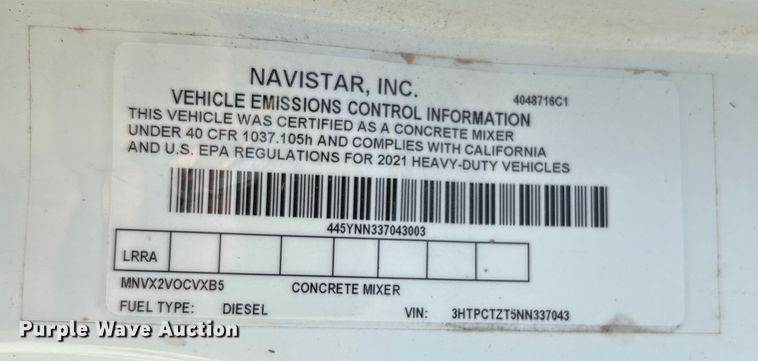 NAVISTAR, INC.
4048716C1
VEHICLE EMISSIONS CONTROL INFORMATION
THIS VEHICLE WAS CERTIFIED AS A CONCRETE MIXER
UNDER 40 CFR 1037.105h AND COMPLIES WITH CALIFORNIA
AND U.S. EPA REGULATIONS FOR 2021 HEAVY-DUTY VEHICLES
445YNN337043003
LRRA
MNVX2VOCVXB5 CONCRETE MIXER
FUEL TYPE: DIESEL VIN: 3HTPCTZT5NN337043
Purple Wave Auction